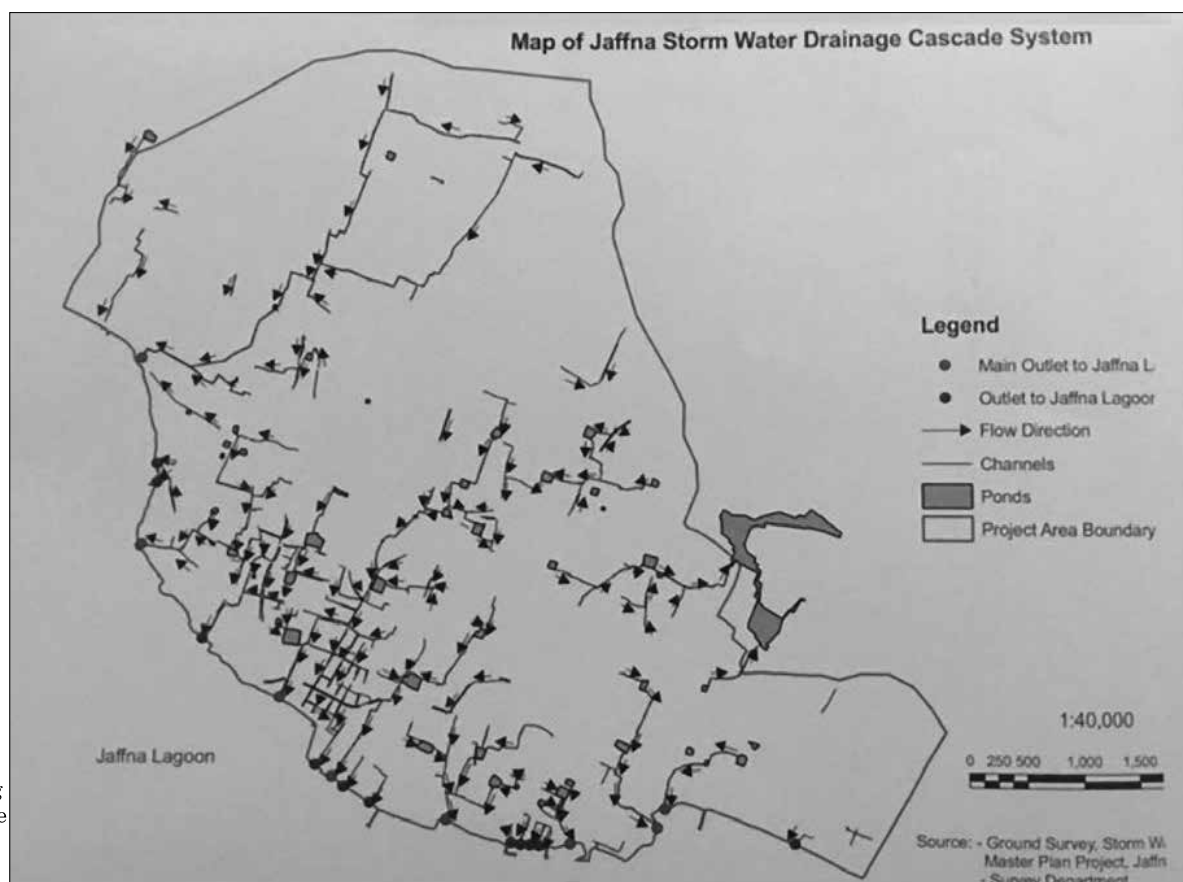 Map of Jaffna Storm Water Drainage Cascade System
Legend
Main Outlet to Jaffna L
Outlet to Jaffna Lagoor
Flow Direction
Channels
Ponds
Project Area Boundary
1:40,000
0 250 500 1,000 1,500
Jaffna Lagoon
Source: - Ground Survey, Storm W
Master Plan Project, Jaffn
- Survey Department